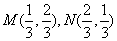 M(1/3, 2/3), N(2/3, 1/3)